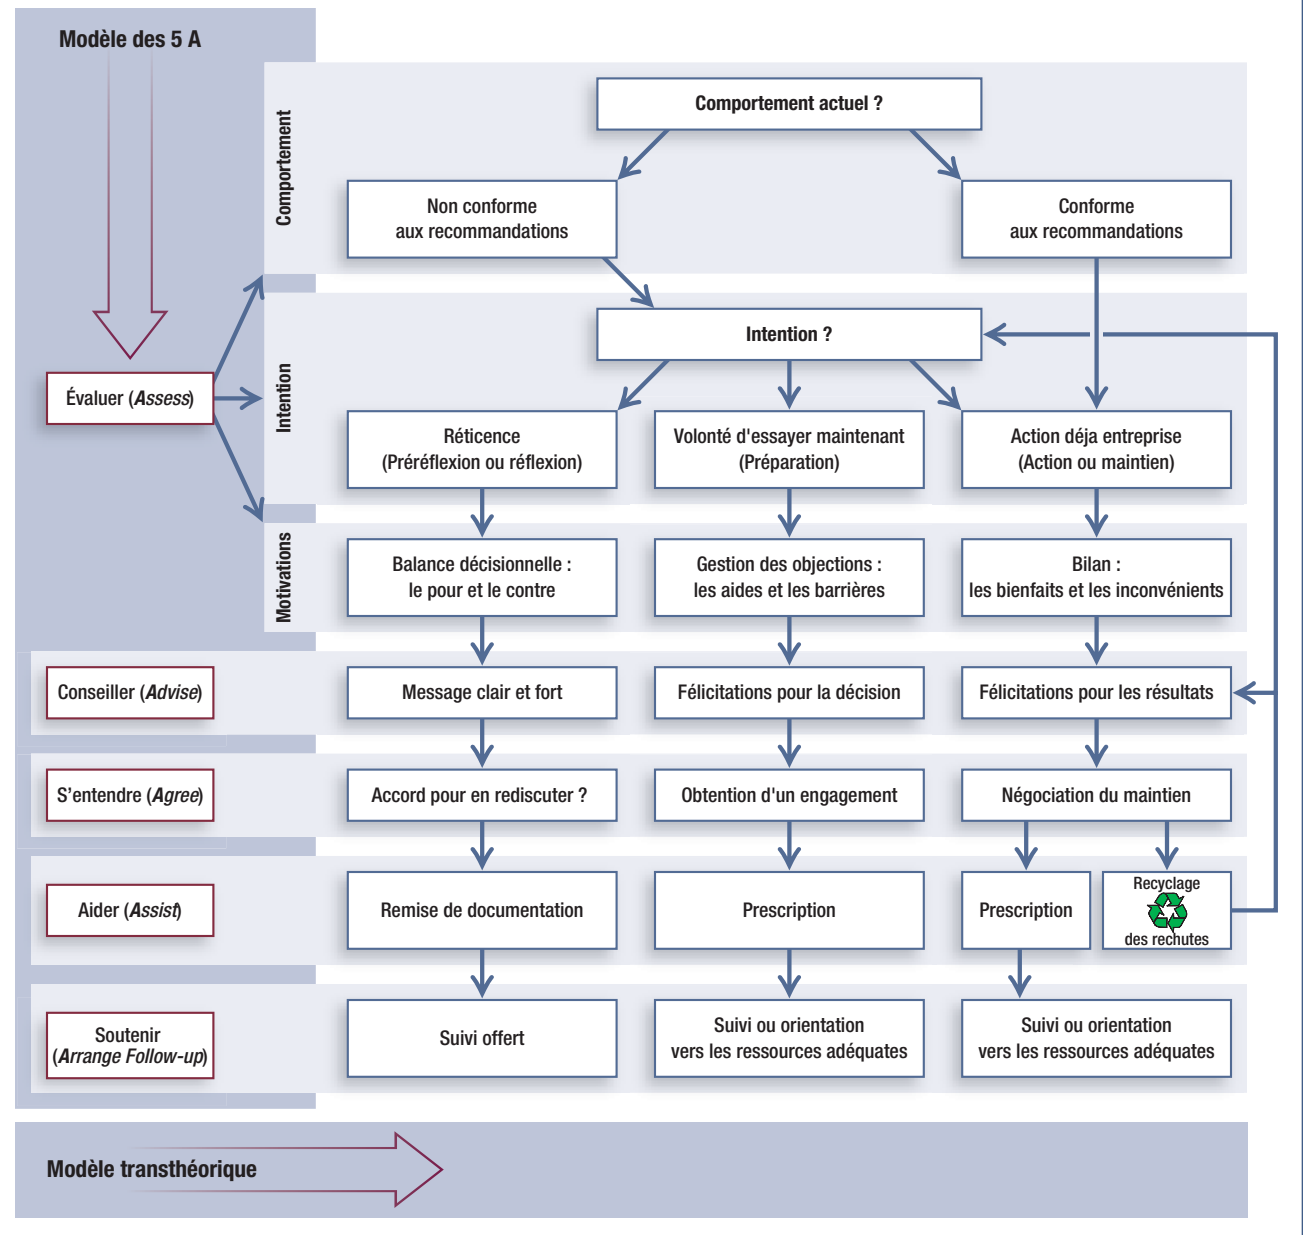 Modèle des 5 A
Comportement
Comportement actuel ?
Non conforme
aux recommandations
Conforme
aux recommandations
Évaluer (Assess)
Intention
Intention ?
Réticence
(Préréflexion ou réflexion)
Volonté d'essayer maintenant
(Préparation)
Action déja entreprise
(Action ou maintien)
Motivations
Balance décisionnelle :
le pour et le contre
Gestion des objections :
les aides et les barrières
Bilan :
les bienfaits et les inconvénients
Conseiller (Advise)
Message clair et fort
Félicitations pour la décision
Félicitations pour les résultats
S'entendre (Agree)
Accord pour en rediscuter ?
Obtention d'un engagement
Négociation du maintien
Aider (Assist)
Remise de documentation
Prescription
Prescription
Recyclage
des rechutes
Soutenir
(Arrange Follow-up)
Suivi offert
Suivi ou orientation
vers les ressources adéquates
Suivi ou orientation
vers les ressources adéquates
Modèle transthéorique